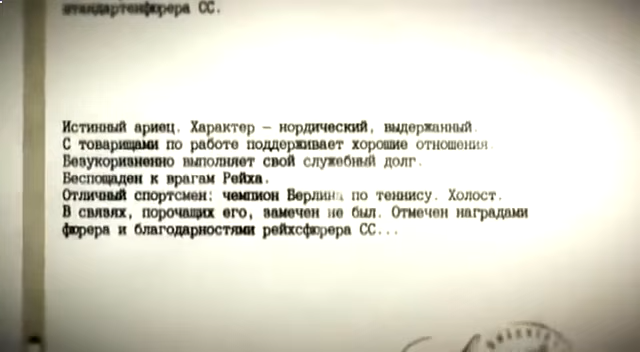 штандартенфюрера СС.
Истинный ариец. Характер — нордический, выдержанный.
С товарищами по работе поддерживает хорошие отношения.
Безукоризненно выполняет свой служебный долг.
Беспощаден к врагам Рейха.
Отличный спортсмен: чемпион Берлина по теннису. Холост.
В связях, порочащих его, замечен не был. Отмечен наградами
фюрера и благодарностями рейхсфюрера СС...